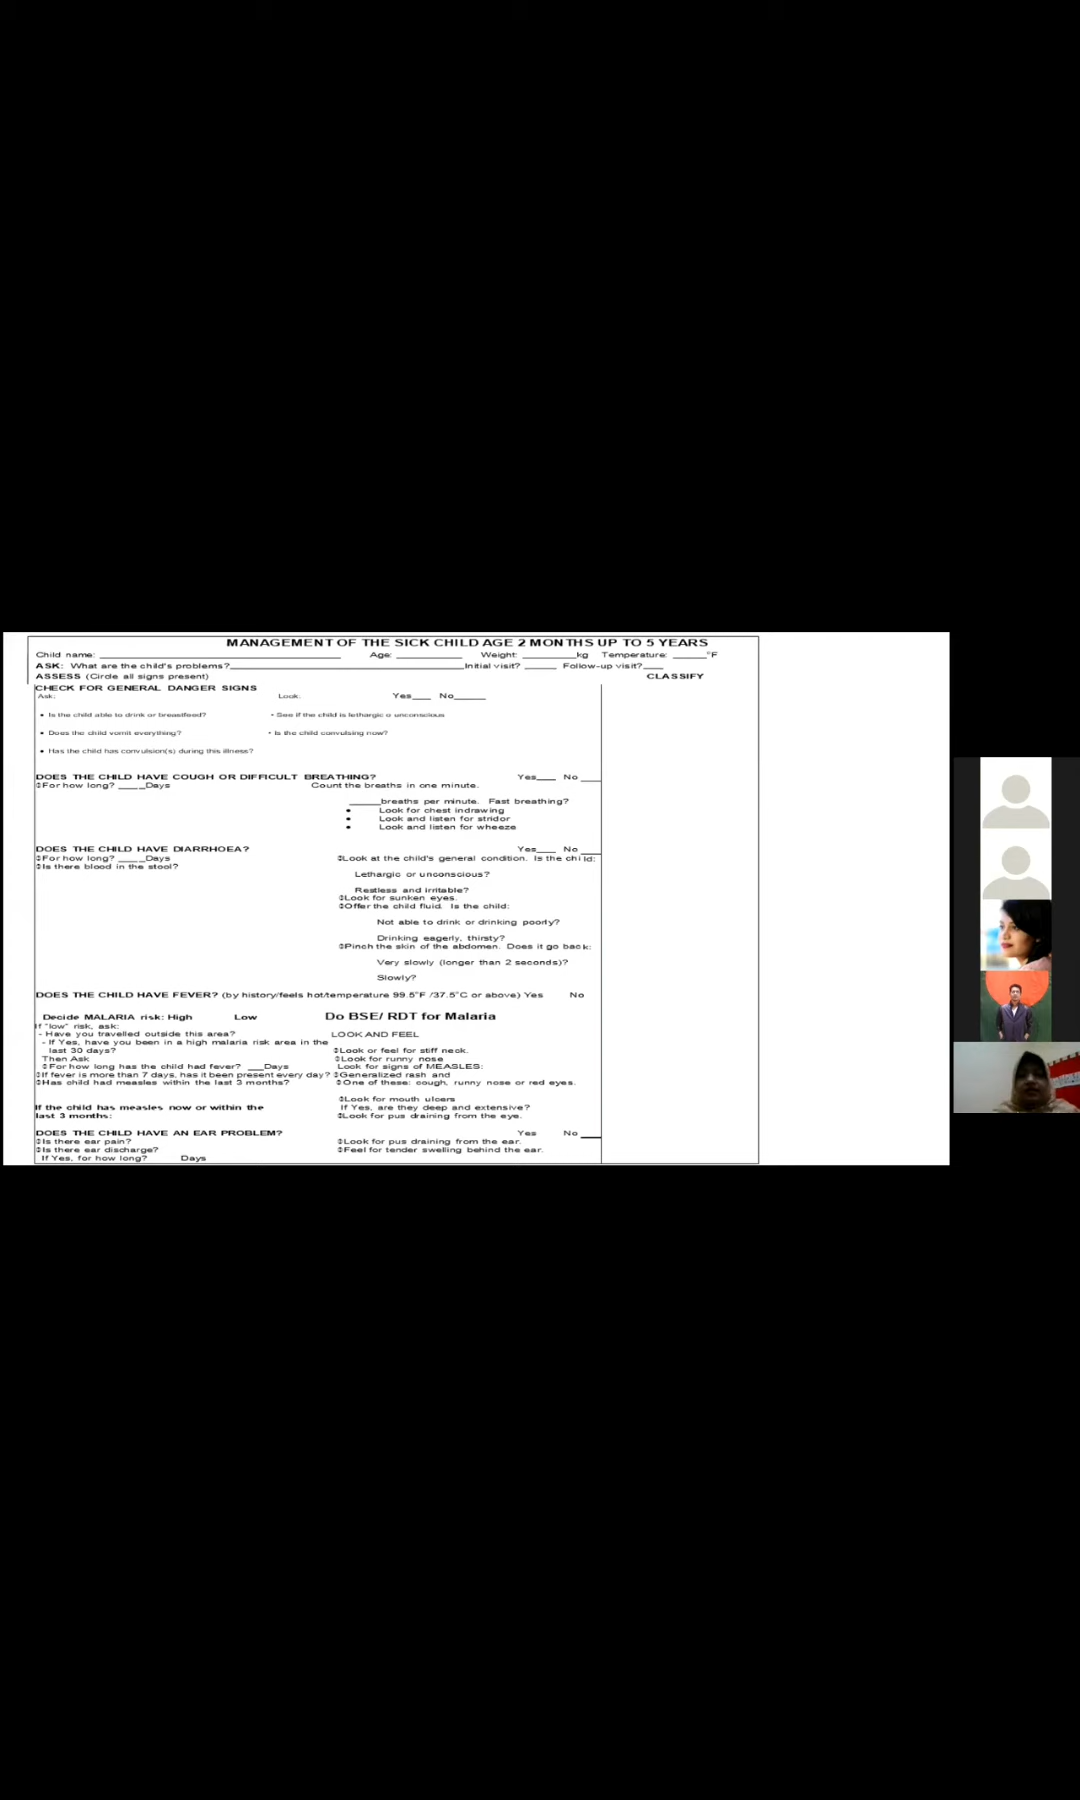 MANAGEMENT OF THE SICK CHILD AGE 2 MONTHS UP TO 5 YEARS
Child name: ____ Age: ____ Weight: ____kg Temperature: ____°F
ASK: What are the child's problems?____Initial visit? ____ Follow-up visit?____
ASSESS (Circle all signs present) CLASSIFY
CHECK FOR GENERAL DANGER SIGNS
Ask: Look: Yes___ No____
• Is the child able to drink or breastfeed? • See if the child is lethargic o unconscious
• Does the child vomit everything? • Is the child convulsing now?
• Has the child has convulsion(s) during this illness?
DOES THE CHILD HAVE COUGH OR DIFFICULT BREATHING? Yes___ No ___
For how long? ____Days Count the breaths in one minute.
____breaths per minute. Fast breathing?
• Look for chest indrawing
• Look and listen for stridor
• Look and listen for wheeze
DOES THE CHILD HAVE DIARRHOEA? Yes___ No ___
For how long? ____Days Look at the child's general condition. Is the child:
Is there blood in the stool?
Lethargic or unconscious?
Restless and irritable?
Look for sunken eyes.
Offer the child fluid. Is the child:
Not able to drink or drinking poorly?
Drinking eagerly, thirsty?
Pinch the skin of the abdomen. Does it go back:
Very slowly (longer than 2 seconds)?
Slowly?
DOES THE CHILD HAVE FEVER? (by history/feels hot/temperature 99.5°F /37.5°C or above) Yes No
Decide MALARIA risk: High Low Do BSE/ RDT for Malaria
If "low" risk, ask:
- Have you travelled outside this area? LOOK AND FEEL
- If Yes, have you been in a high malaria risk area in the
last 30 days? Look or feel for stiff neck.
Then Ask Look for runny nose
For how long has the child had fever? ___Days Look for signs of MEASLES:
If fever is more than 7 days, has it been present every day? Generalized rash and
Has child had measles within the last 3 months? One of these: cough, runny nose or red eyes.
Look for mouth ulcers
If the child has measles now or within the If Yes, are they deep and extensive?
last 3 months: Look for pus draining from the eye.
DOES THE CHILD HAVE AN EAR PROBLEM? Yes No ___
Is there ear pain? Look for pus draining from the ear.
Is there ear discharge? Feel for tender swelling behind the ear.
If Yes, for how long? Days